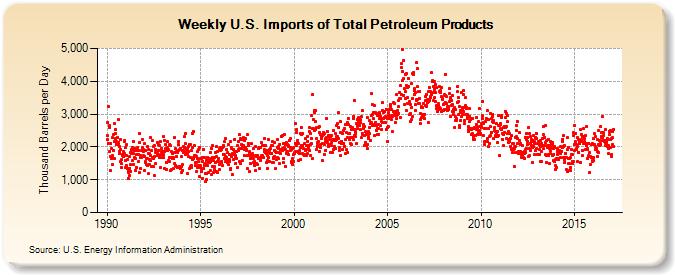 Weekly U.S. Imports of Total Petroleum Products
Thousand Barrels per Day
5,000
4,000
3,000
2,000
1,000
0
1990 1995 2000 2005 2010 2015
Source: U.S. Energy Information Administration